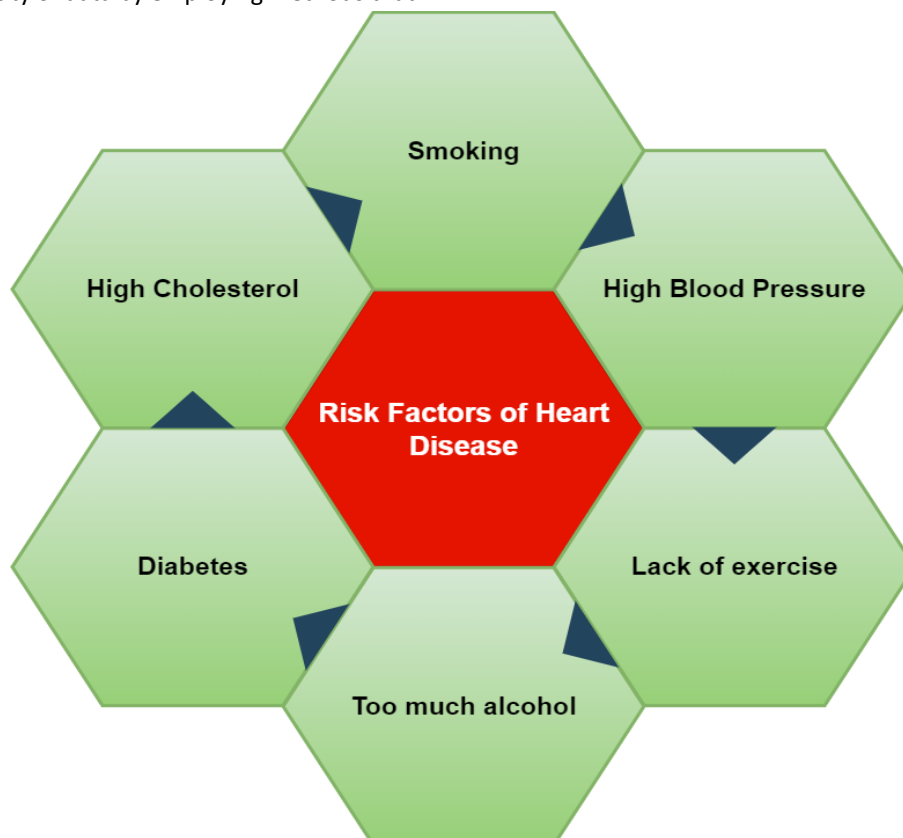 Smoking
High Cholesterol
High Blood Pressure
Risk Factors of Heart
Disease
Diabetes
Lack of exercise
Too much alcohol